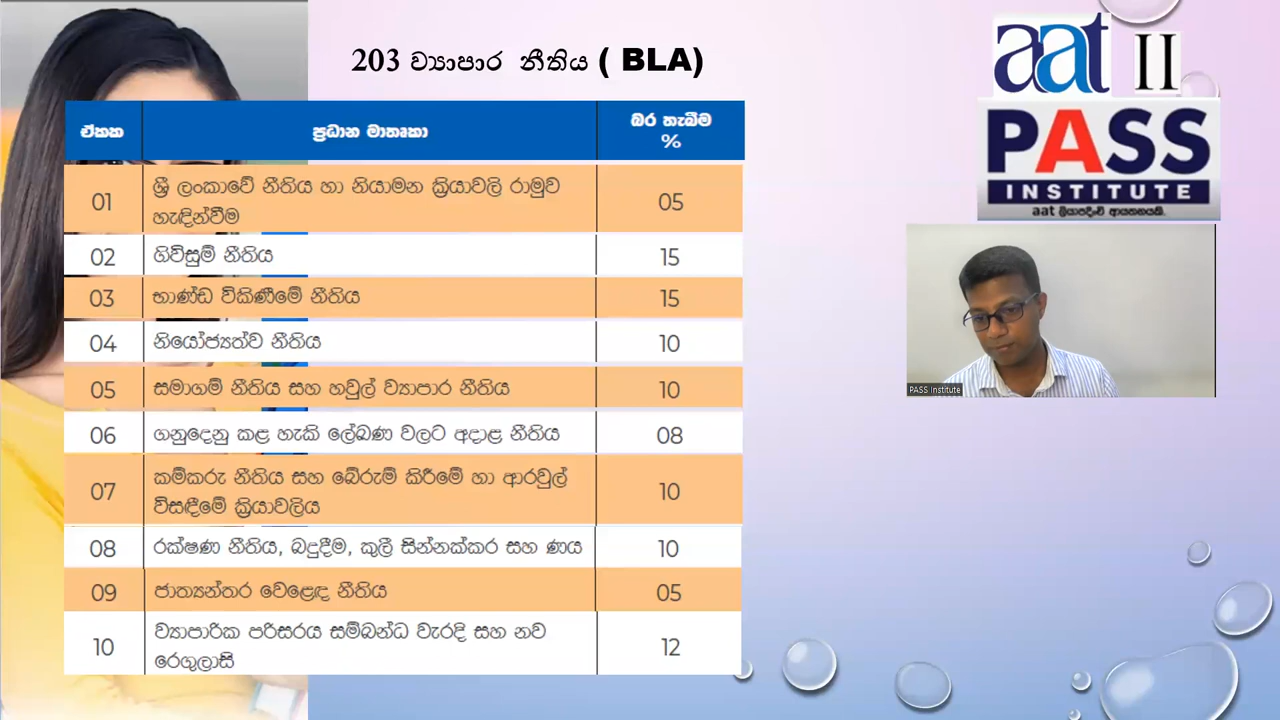 203 ව්‍යාපාර නීතිය ( BLA)
aat II
PASS
INSTITUTE
aat ලියාපදිංචි ආයතනයකි.
PASS Institute
ඒකක ප්‍රධාන මාතෘකා බර තැබීම %
01 ශ්‍රී ලංකාවේ නීතිය හා නියාමන ක්‍රියාවලි රාමුව
හැඳින්වීම 05
02 ගිවිසුම් නීතිය 15
03 භාණ්ඩ විකිණීමේ නීතිය 15
04 නියෝජ්‍යත්ව නීතිය 10
05 සමාගම් නීතිය සහ හවුල් ව්‍යාපාර නීතිය 10
06 ගනුදෙනු කළ හැකි ලේඛණ වලට අදාළ නීතිය 08
07 කම්කරු නීතිය සහ බේරුම් කිරීමේ හා ආරවුල්
විසඳීමේ ක්‍රියාවලිය 10
08 රක්ෂණ නීතිය, බදුදීම, කුලී සින්නක්කර සහ ණය 10
09 ජාත්‍යන්තර වෙළෙඳ නීතිය 05
10 ව්‍යාපාරික පරිසරය සම්බන්ධ වැරදි සහ නව
රෙගුලාසි 12